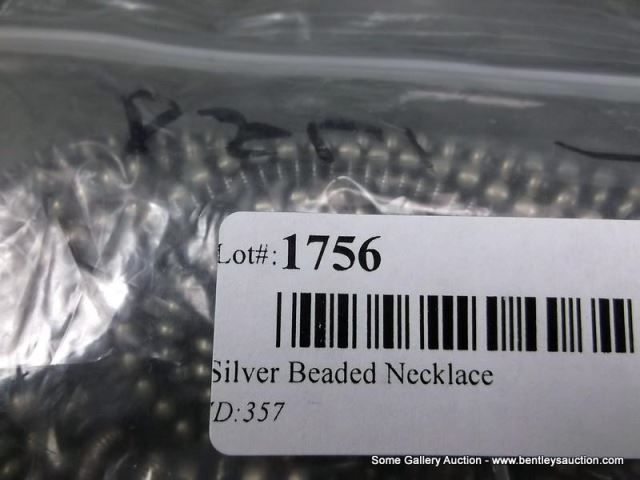 Lot#: 1756
Silver Beaded Necklace
ID:357
Some Gallery Auction - www.bentleysauction.com